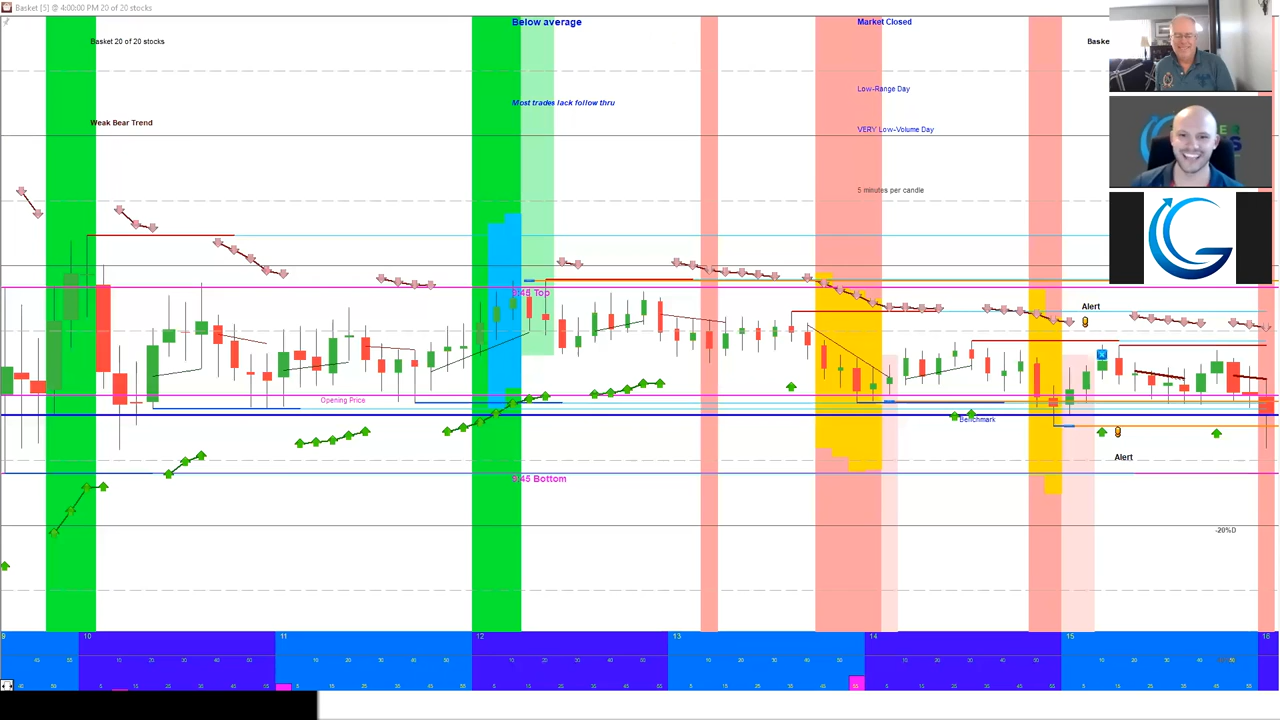 Basket [5] @ 4:00:00 PM 20 of 20 stocks
Below average
Market Closed
Basket 20 of 20 stocks
Baske
Low-Range Day
Most trades lack follow thru
Weak Bear Trend
VERY Low-Volume Day
5 minutes per candle
9:45 Top
Alert
Opening Price
Benchmark
Alert
9:45 Bottom
-20%D
9 10 11 12 13 14 15 16